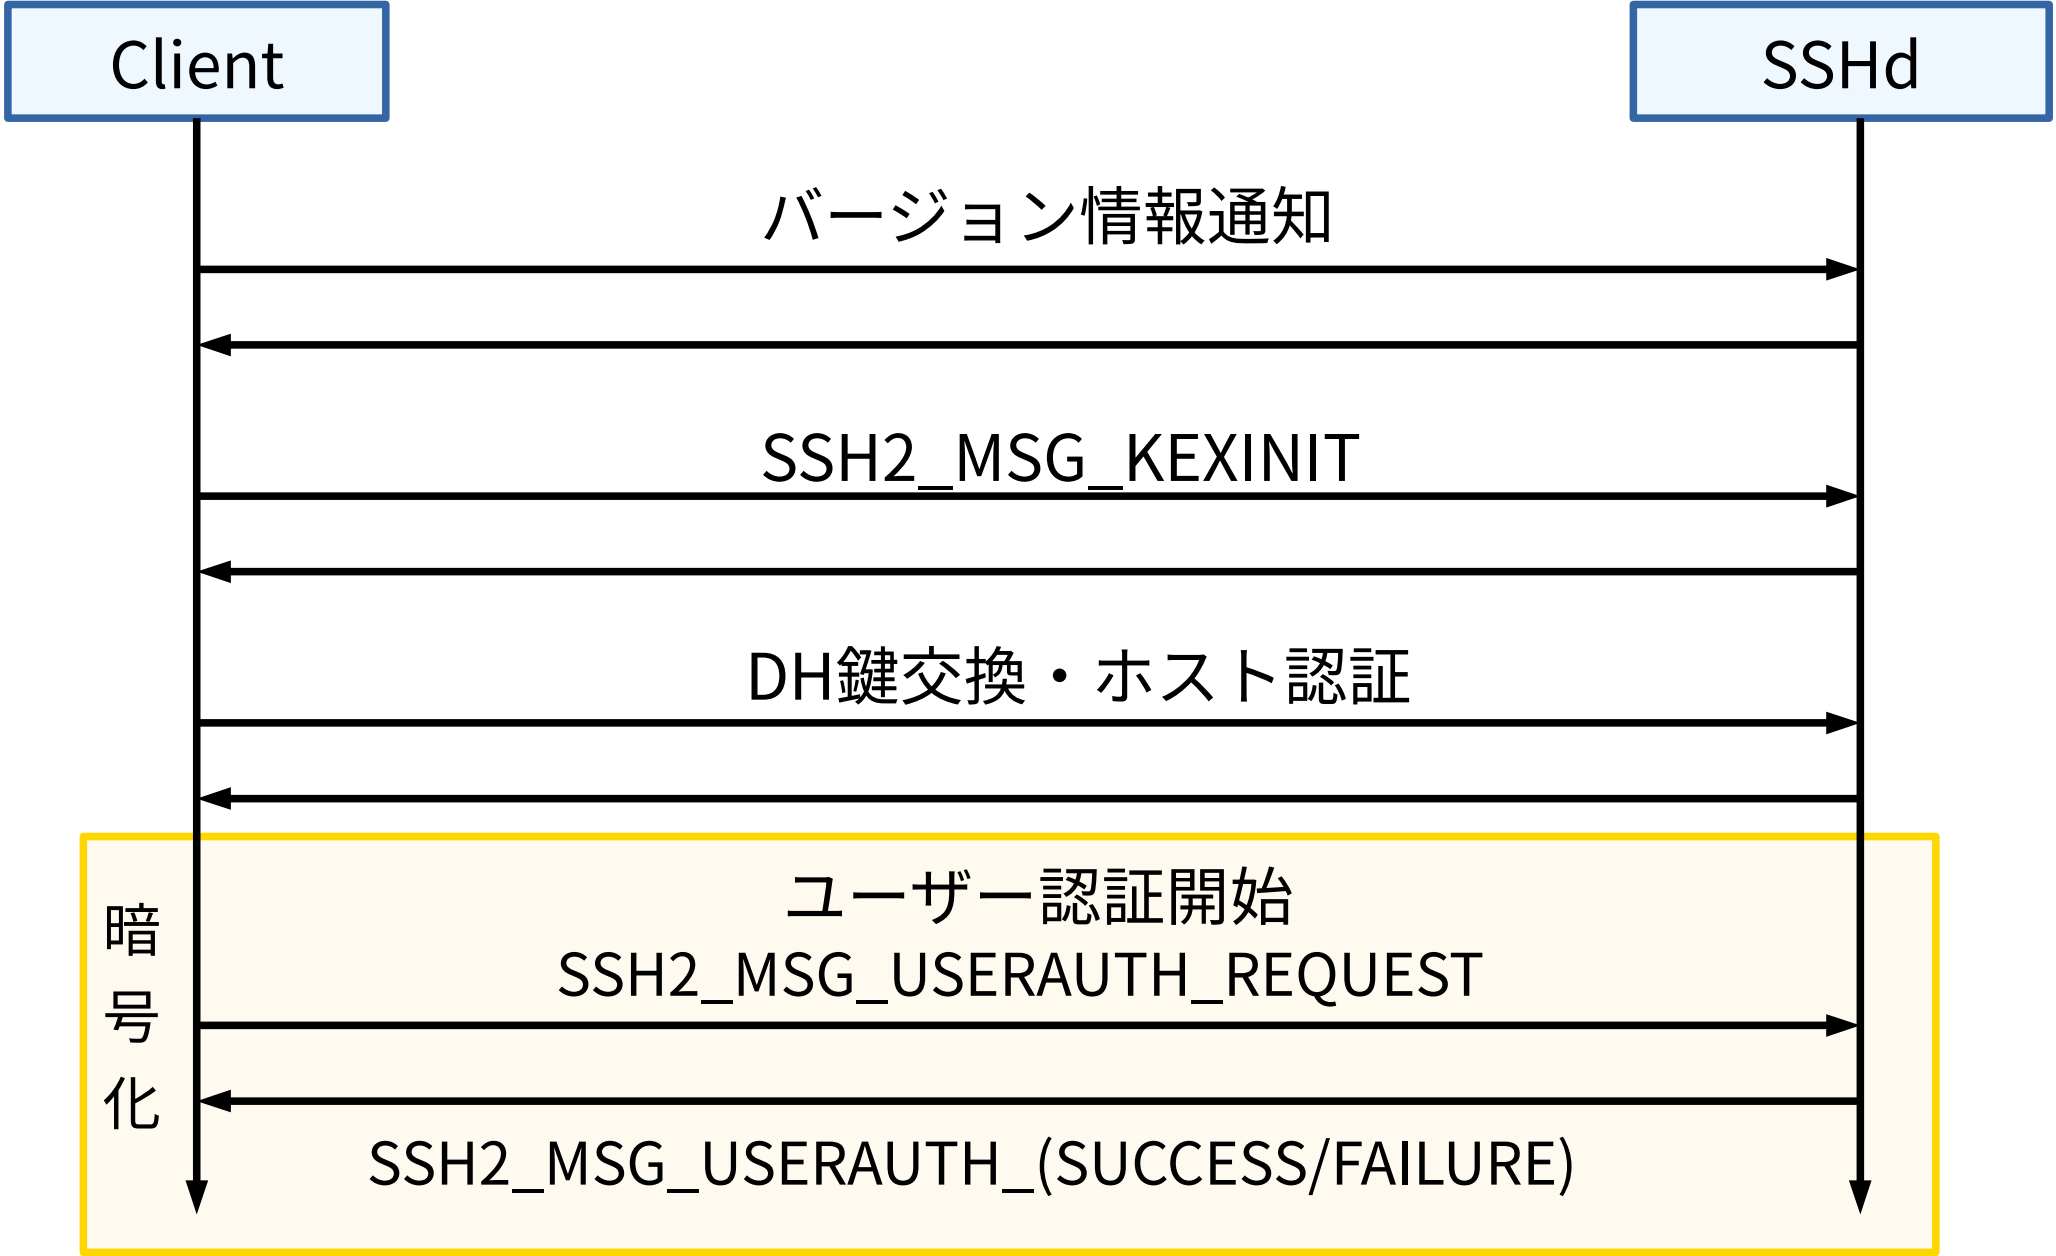 Client
SSHd
バージョン情報通知
SSH2_MSG_KEXINIT
DH鍵交換・ホスト認証
ユーザー認証開始
SSH2_MSG_USERAUTH_REQUEST
暗号化
SSH2_MSG_USERAUTH_(SUCCESS/FAILURE)